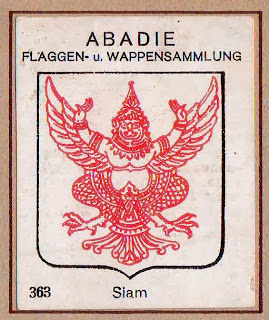 ABADIE
FLAGGEN- u. WAPPENSAMMLUNG
363 Siam